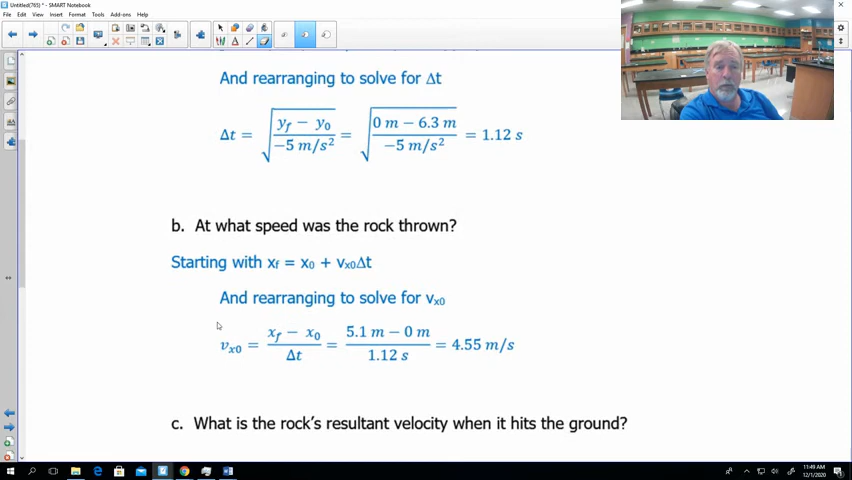 Untitled(765) * - SMART Notebook
File Edit View Insert Format Tools Add-ons Help
And rearranging to solve for Δt
Δt = √((y_f − y_0)/(−5 m/s²)) = √((0 m − 6.3 m)/(−5 m/s²)) = 1.12 s
b. At what speed was the rock thrown?
Starting with x_f = x_0 + v_x0Δt
And rearranging to solve for v_x0
v_x0 = (x_f − x_0)/Δt = (5.1 m − 0 m)/(1.12 s) = 4.55 m/s
c. What is the rock's resultant velocity when it hits the ground?
11:49 AM
12/1/2020